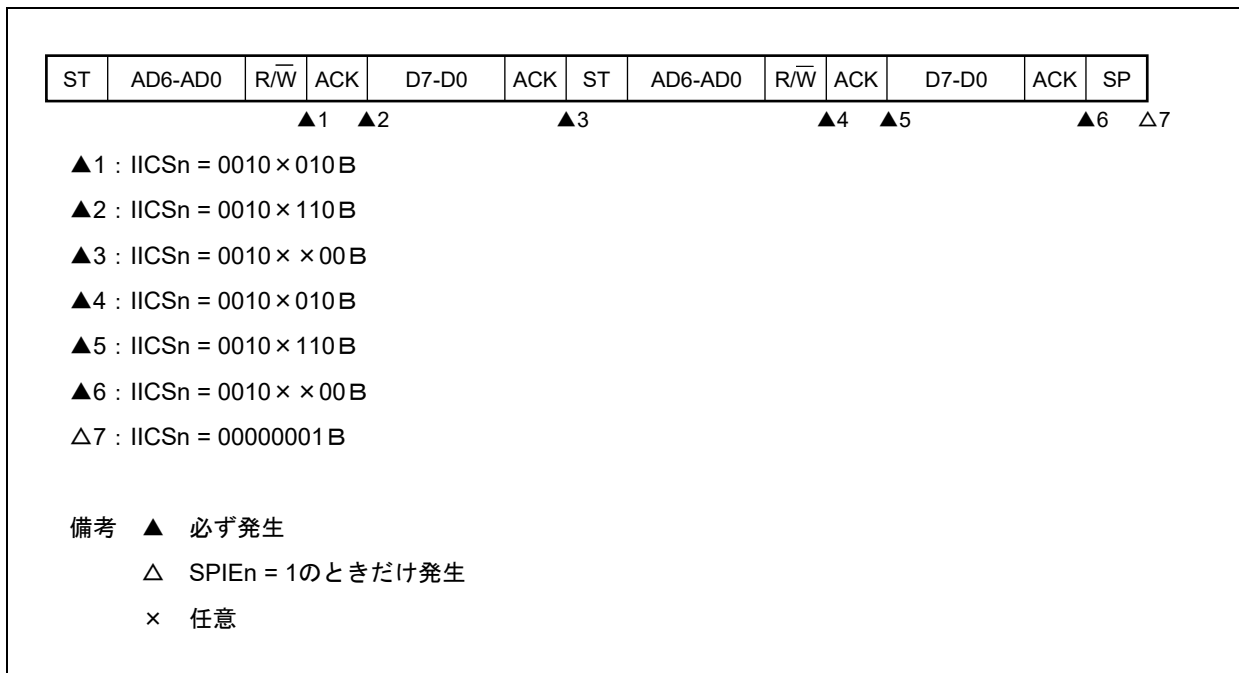 ST AD6-AD0 R/W̅ ACK D7-D0 ACK ST AD6-AD0 R/W̅ ACK D7-D0 ACK SP
▲1 ▲2 ▲3 ▲4 ▲5 ▲6 △7
▲1：IICSn = 0010×010B
▲2：IICSn = 0010×110B
▲3：IICSn = 0010××00B
▲4：IICSn = 0010×010B
▲5：IICSn = 0010×110B
▲6：IICSn = 0010××00B
△7：IICSn = 00000001B
備考 ▲ 必ず発生
△ SPIEn = 1のときだけ発生
× 任意